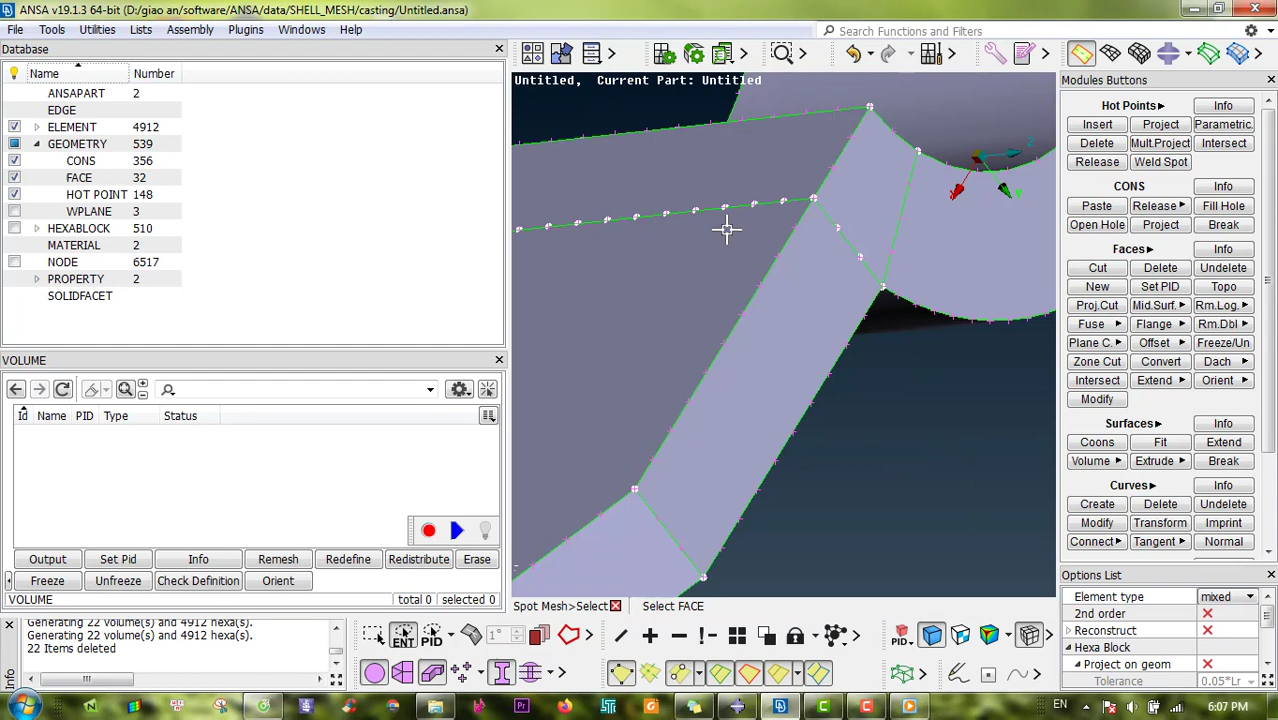 ANSA v19.1.3 64-bit (D:/giao an/software/ANSA/data/SHELL_MESH/casting/Untitled.ansa)
File Tools Utilities Lists Assembly Plugins Windows Help
Search Functions and Filters
Database
Name Number
ANSAPART 2
EDGE
ELEMENT 4912
GEOMETRY 539
CONS 356
FACE 32
HOT POINT 148
WPLANE 3
HEXABLOCK 510
MATERIAL 2
NODE 6517
PROPERTY 2
SOLIDFACET
VOLUME
Id Name PID Type Status
Output Set Pid Info Remesh Redefine Redistribute Erase
Freeze Unfreeze Check Definition Orient
VOLUME total 0 selected 0
Info
Generating 22 volume(s) and 4912 hexa(s).
Generating 22 volume(s) and 4912 hexa(s).
22 Items deleted
Untitled, Current Part: Untitled
Z
Y
X
Spot Mesh>Select Select FACE
ENT PID 1° PID
Modules Buttons
Hot Points Info
Insert Project Parametric
Delete Mult.Project Intersect
Release Weld Spot
CONS Info
Paste Release Fill Hole
Open Hole Project Break
Faces Info
Cut Delete Undelete
New Set PID Topo
Proj.Cut Mid.Surf. Rm.Log.
Fuse Flange Rm.Dbl
Plane C. Offset Freeze/Un
Zone Cut Convert Dach
Intersect Extend Orient
Modify
Surfaces Info
Coons Fit Extend
Volume Extrude Break
Curves Info
Create Delete Undelete
Modify Transform Imprint
Connect Tangent Normal
Options List
Element type mixed
2nd order
Reconstruct
Hexa Block
Project on geom
Tolerance 0.05*Lr
EN 6:07 PM